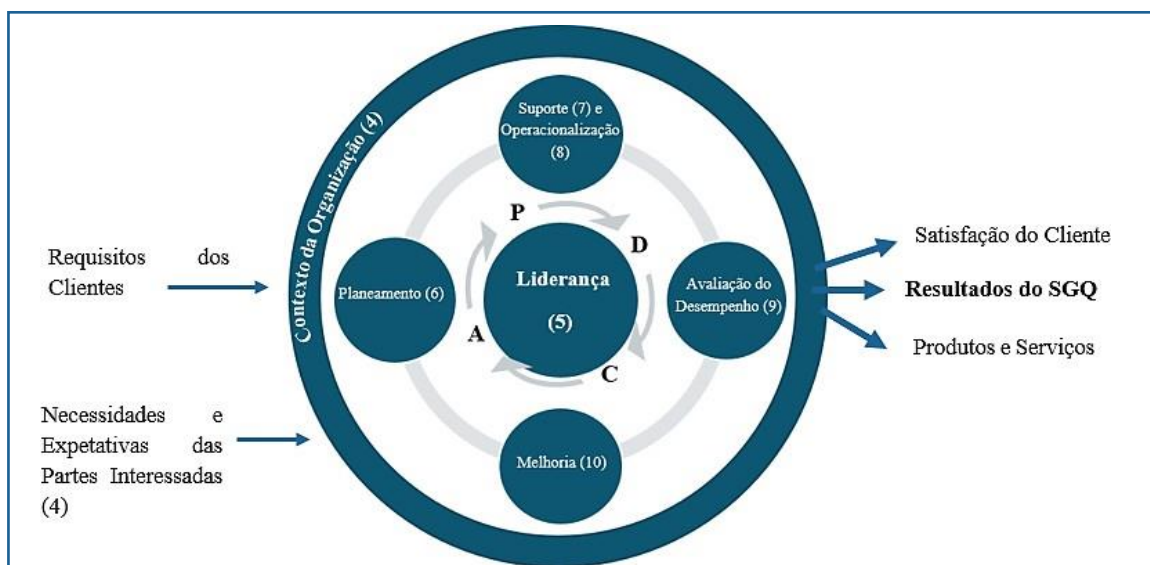 Requisitos dos
Clientes
Necessidades e
Expetativas das
Partes Interessadas
(4)
Contexto da Organização (4)
Suporte (7) e
Operacionalização
(8)
P
D
Planeamento (6)
Liderança
(5)
Avaliação do
Desempenho (9)
A
C
Melhoria (10)
Satisfação do Cliente
Resultados do SGQ
Produtos e Serviços